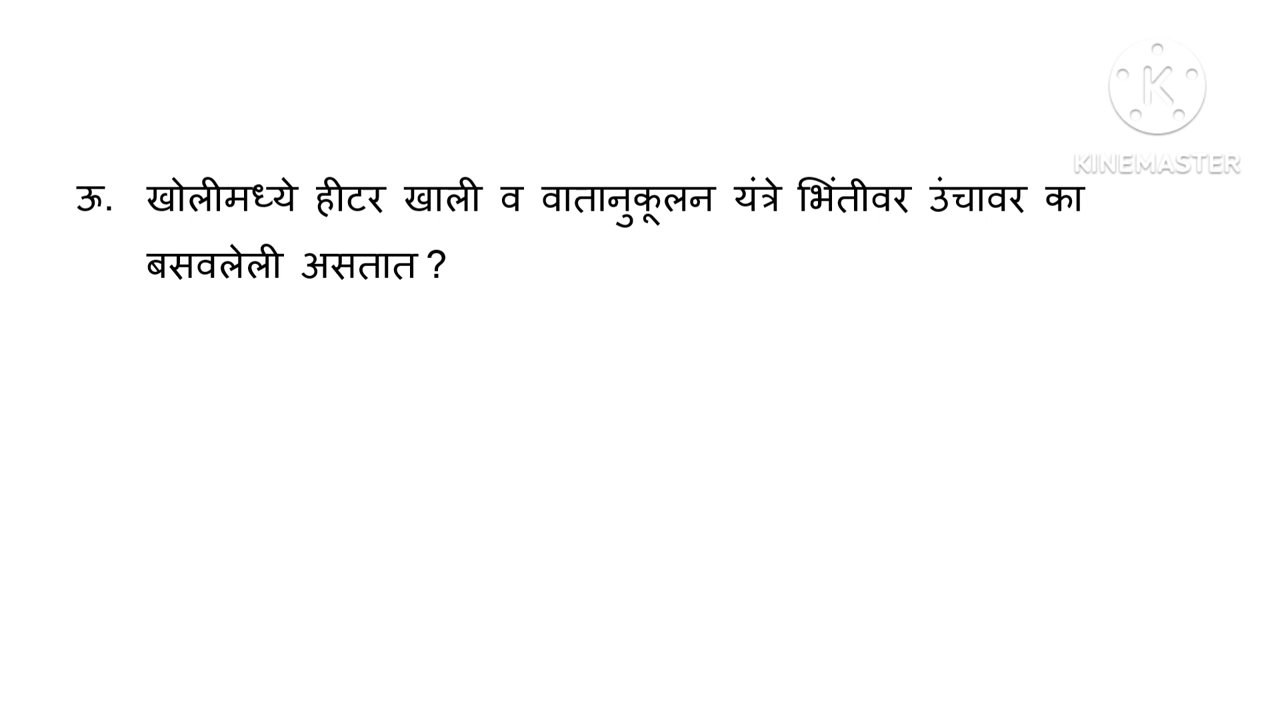 KINEMASTER
ऊ. खोलीमध्ये हीटर खाली व वातानुकूलन यंत्रे भिंतीवर उंचावर का
बसवलेली असतात ?